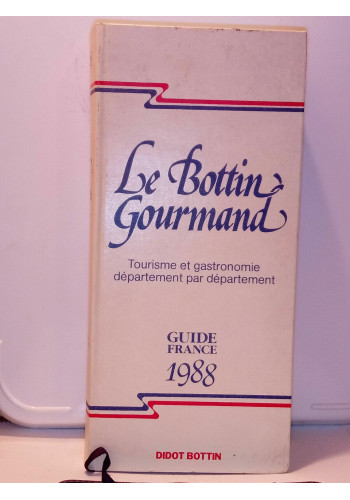 Le Bottin
Gourmand
Tourisme et gastronomie
département par département
GUIDE
FRANCE
1988
DIDOT BOTTIN